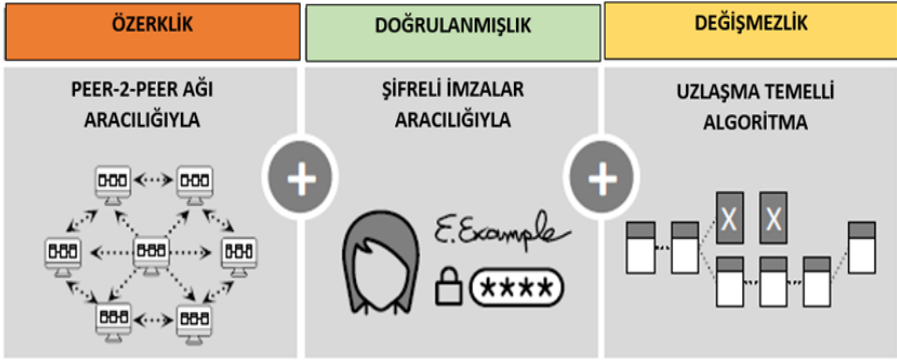 ÖZERKLİK
DOĞRULANMIŞLIK
DEĞİŞMEZLİK
PEER-2-PEER AĞI
ARACILIĞIYLA
ŞİFRELİ İMZALAR
ARACILIĞIYLA
UZLAŞMA TEMELLİ
ALGORİTMA
+
+
E.Example
****
X X